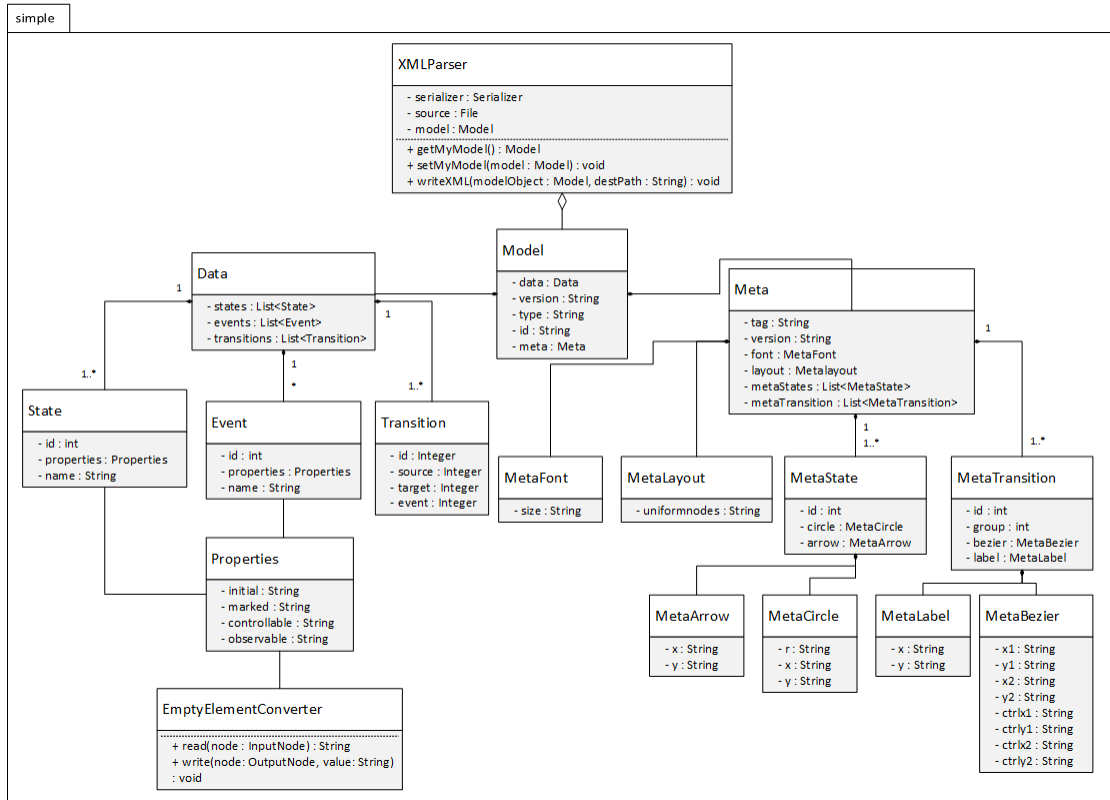 simple
XMLParser
- serializer : Serializer
- source : File
- model : Model
+ getMyModel() : Model
+ setMyModel(model : Model) : void
+ writeXML(modelObject : Model, destPath : String) : void
Model
- data : Data
- version : String
- type : String
- id : String
- meta : Meta
Data
- states : List<State>
- events : List<Event>
- transitions : List<Transition>
1
1
1
1..*
*
1..*
Meta
- tag : String
- version : String
- font : MetaFont
- layout : Metalayout
- metaStates : List<MetaState>
- metaTransition : List<MetaTransition>
1
1
1..*
1..*
State
- id : int
- properties : Properties
- name : String
Event
- id : int
- properties : Properties
- name : String
Transition
- id : Integer
- source : Integer
- target : Integer
- event : Integer
MetaFont
- size : String
MetaLayout
- uniformnodes : String
MetaState
- id : int
- circle : MetaCircle
- arrow : MetaArrow
MetaTransition
- id : int
- group : int
- bezier : MetaBezier
- label : MetaLabel
Properties
- initial : String
- marked : String
- controllable : String
- observable : String
MetaArrow
- x : String
- y : String
MetaCircle
- r : String
- x : String
- y : String
MetaLabel
- x : String
- y : String
MetaBezier
- x1 : String
- y1 : String
- x2 : String
- y2 : String
- ctrlx1 : String
- ctrly1 : String
- ctrlx2 : String
- ctrly2 : String
EmptyElementConverter
+ read(node : InputNode) : String
+ write(node: OutputNode, value: String)
: void